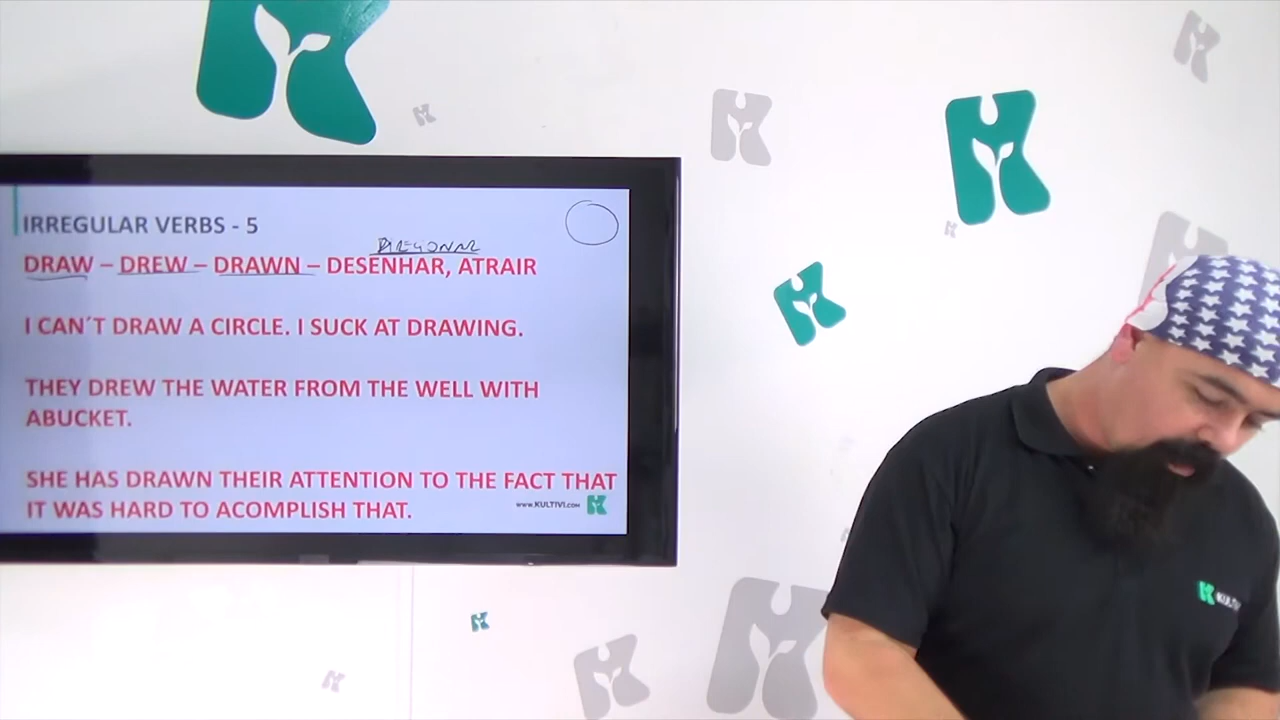 IRREGULAR VERBS - 5
DRAW – DREW – DRAWN – DESENHAR, ATRAIR
I CAN´T DRAW A CIRCLE. I SUCK AT DRAWING.
THEY DREW THE WATER FROM THE WELL WITH
ABUCKET.
SHE HAS DRAWN THEIR ATTENTION TO THE FACT THAT
IT WAS HARD TO ACOMPLISH THAT.
www.KULTIVI.com